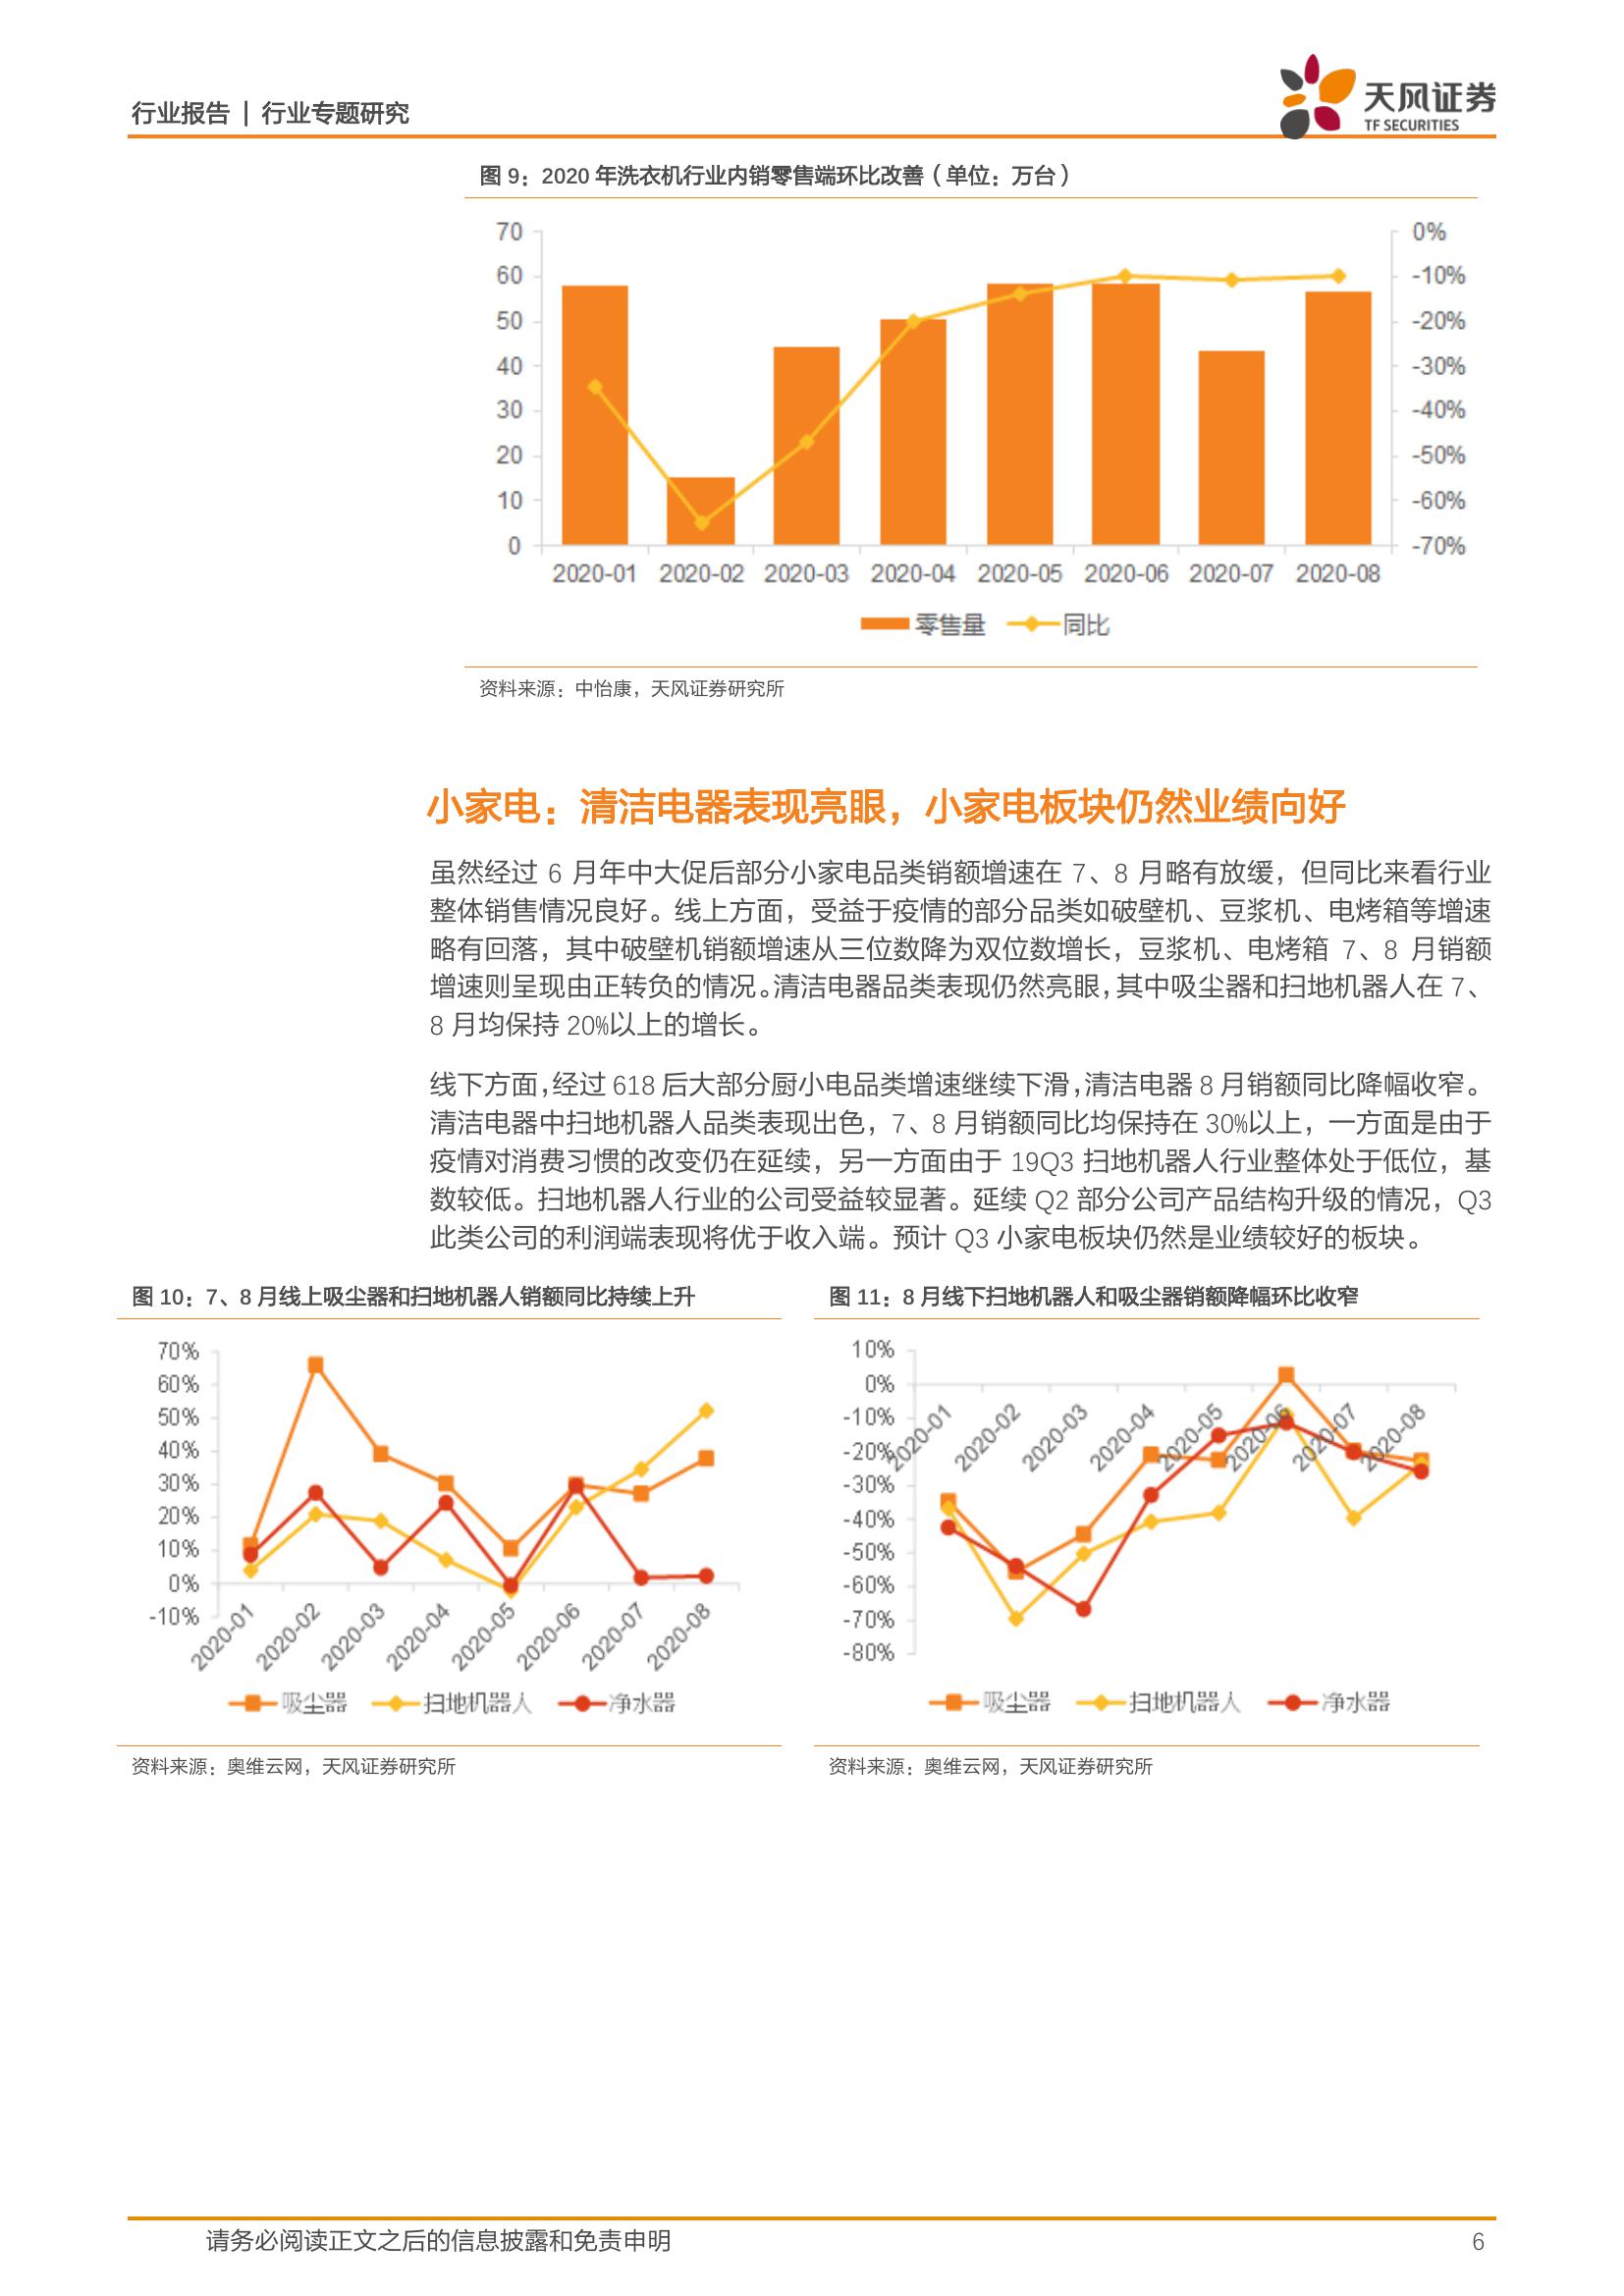 行业报告 | 行业专题研究
天风证券
TF SECURITIES
图 9：2020 年洗衣机行业内销零售端环比改善（单位：万台）
70
60
50
40
30
20
10
0
0%
-10%
-20%
-30%
-40%
-50%
-60%
-70%
2020-01 2020-02 2020-03 2020-04 2020-05 2020-06 2020-07 2020-08
零售量 同比
资料来源：中怡康，天风证券研究所
小家电：清洁电器表现亮眼，小家电板块仍然业绩向好
虽然经过 6 月年中大促后部分小家电品类销额增速在 7、8 月略有放缓，但同比来看行业
整体销售情况良好。线上方面，受益于疫情的部分品类如破壁机、豆浆机、电烤箱等增速
略有回落，其中破壁机销额增速从三位数降为双位数增长，豆浆机、电烤箱 7、8 月销额
增速则呈现由正转负的情况。清洁电器品类表现仍然亮眼，其中吸尘器和扫地机器人在 7、
8 月均保持 20%以上的增长。
线下方面，经过 618 后大部分厨小电品类增速继续下滑，清洁电器 8 月销额同比降幅收窄。
清洁电器中扫地机器人品类表现出色，7、8 月销额同比均保持在 30%以上，一方面是由于
疫情对消费习惯的改变仍在延续，另一方面由于 19Q3 扫地机器人行业整体处于低位，基
数较低。扫地机器人行业的公司受益较显著。延续 Q2 部分公司产品结构升级的情况，Q3
此类公司的利润端表现将优于收入端。预计 Q3 小家电板块仍然是业绩较好的板块。
图 10：7、8 月线上吸尘器和扫地机器人销额同比持续上升
70%
60%
50%
40%
30%
20%
10%
0%
-10%
2020-01 2020-02 2020-03 2020-04 2020-05 2020-06 2020-07 2020-08
吸尘器 扫地机器人 净水器
资料来源：奥维云网，天风证券研究所
图 11：8 月线下扫地机器人和吸尘器销额降幅环比收窄
10%
0%
-10%
-20%
-30%
-40%
-50%
-60%
-70%
-80%
2020-01 2020-02 2020-03 2020-04 2020-05 2020-06 2020-07 2020-08
吸尘器 扫地机器人 净水器
资料来源：奥维云网，天风证券研究所
请务必阅读正文之后的信息披露和免责申明
6